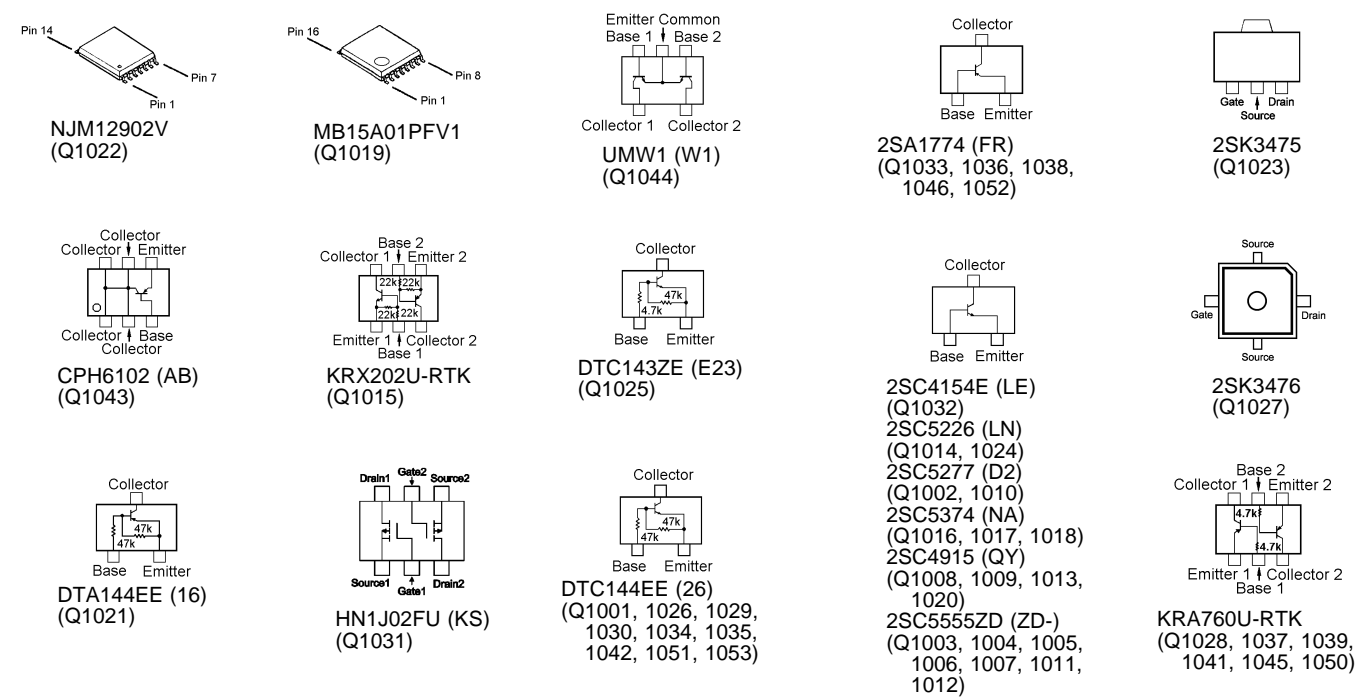 Pin 14
Pin 7
Pin 1
NJM12902V
(Q1022)
Pin 16
Pin 8
Pin 1
MB15A01PFV1
(Q1019)
Emitter Common
Base 1 Base 2
Collector 1 Collector 2
UMW1 (W1)
(Q1044)
Collector
Base Emitter
2SA1774 (FR)
(Q1033, 1036, 1038,
1046, 1052)
Gate Drain
Source
2SK3475
(Q1023)
Collector
Collector Emitter
Collector Base
Collector
CPH6102 (AB)
(Q1043)
Base 2
Collector 1 Emitter 2
22k 22k
22k 22k
Emitter 1 Collector 2
Base 1
KRX202U-RTK
(Q1015)
Collector
47k
4.7k
Base Emitter
DTC143ZE (E23)
(Q1025)
Collector
Base Emitter
2SC4154E (LE)
(Q1032)
2SC5226 (LN)
(Q1014, 1024)
2SC5277 (D2)
(Q1002, 1010)
2SC5374 (NA)
(Q1016, 1017, 1018)
2SC4915 (QY)
(Q1008, 1009, 1013,
1020)
2SC5555ZD (ZD-)
(Q1003, 1004, 1005,
1006, 1007, 1011,
1012)
Source
Gate Drain
Source
2SK3476
(Q1027)
Collector
47k
47k
Base Emitter
DTA144EE (16)
(Q1021)
Drain1 Gate2 Source2
Source1 Gate1 Drain2
HN1J02FU (KS)
(Q1031)
Collector
47k
47k
Base Emitter
DTC144EE (26)
(Q1001, 1026, 1029,
1030, 1034, 1035,
1042, 1051, 1053)
Base 2
Collector 1 Emitter 2
4.7k
4.7k
Emitter 1 Collector 2
Base 1
KRA760U-RTK
(Q1028, 1037, 1039,
1041, 1045, 1050)